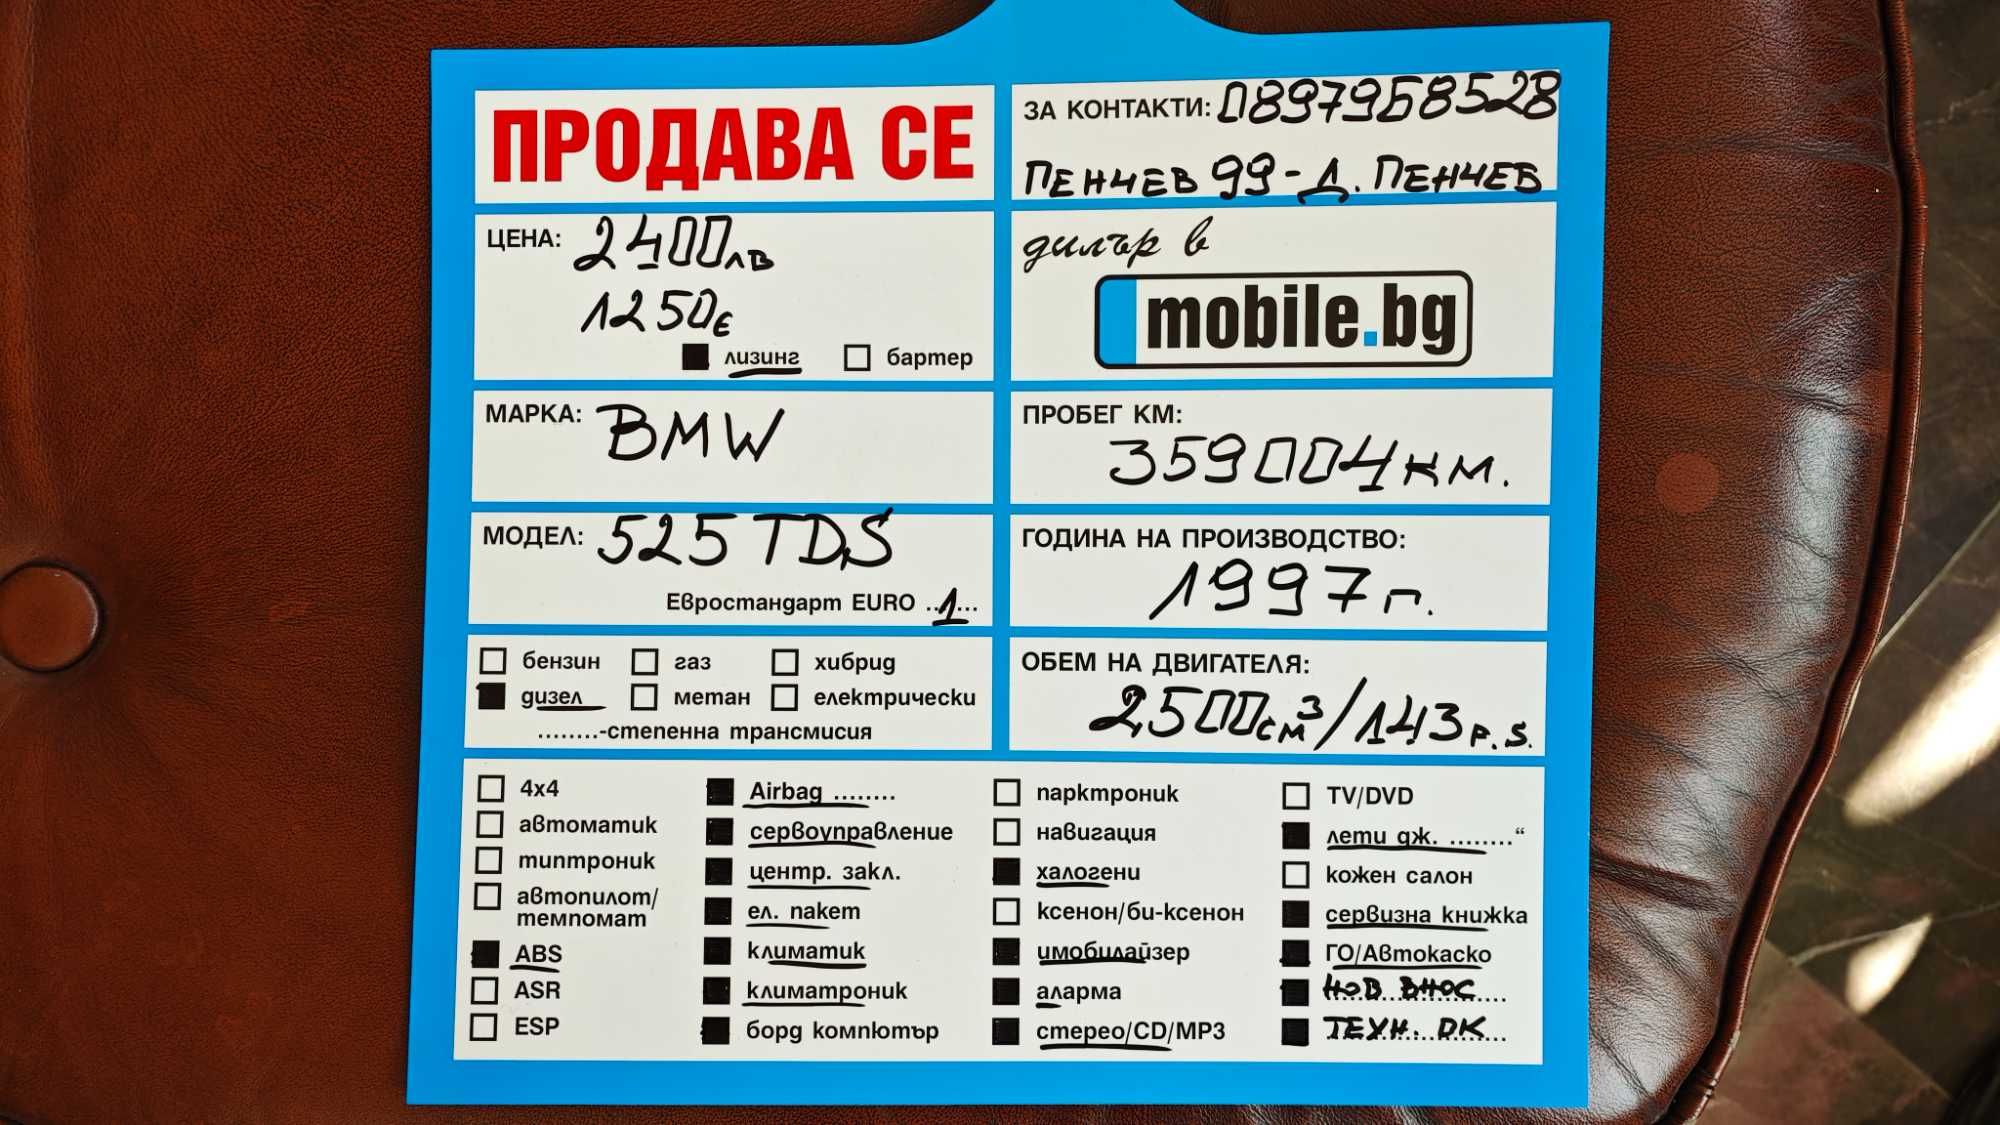 ПРОДАВА СЕ
ЗА КОНТАКТИ: 0897958528
ПЕНЧЕВ 99-Д. ПЕНЧЕВ
ЦЕНА: 2400лв
1250€
лизинг бартер
дилър в
mobile.bg
МАРКА: BMW
ПРОБЕГ КМ:
359004км.
МОДЕЛ: 525 TDS
Евростандарт EURO ..1...
ГОДИНА НА ПРОИЗВОДСТВО:
1997г.
бензин газ хибрид
дизел метан електрически
........-степенна трансмисия
ОБЕМ НА ДВИГАТЕЛЯ:
2500см³/143P.S.
4x4
автоматик
типтроник
автопилот/
темпомат
ABS
ASR
ESP
Airbag ........
сервоуправление
центр. закл.
ел. пакет
климатик
климатроник
борд компютър
парктроник
навигация
халогени
ксенон/би-ксенон
имобилайзер
аларма
стерео/CD/MP3
TV/DVD
лети дж. ........“
кожен салон
сервизна книжка
ГО/Автокаско
НОВ ВНОС
ТЕХН. ОК